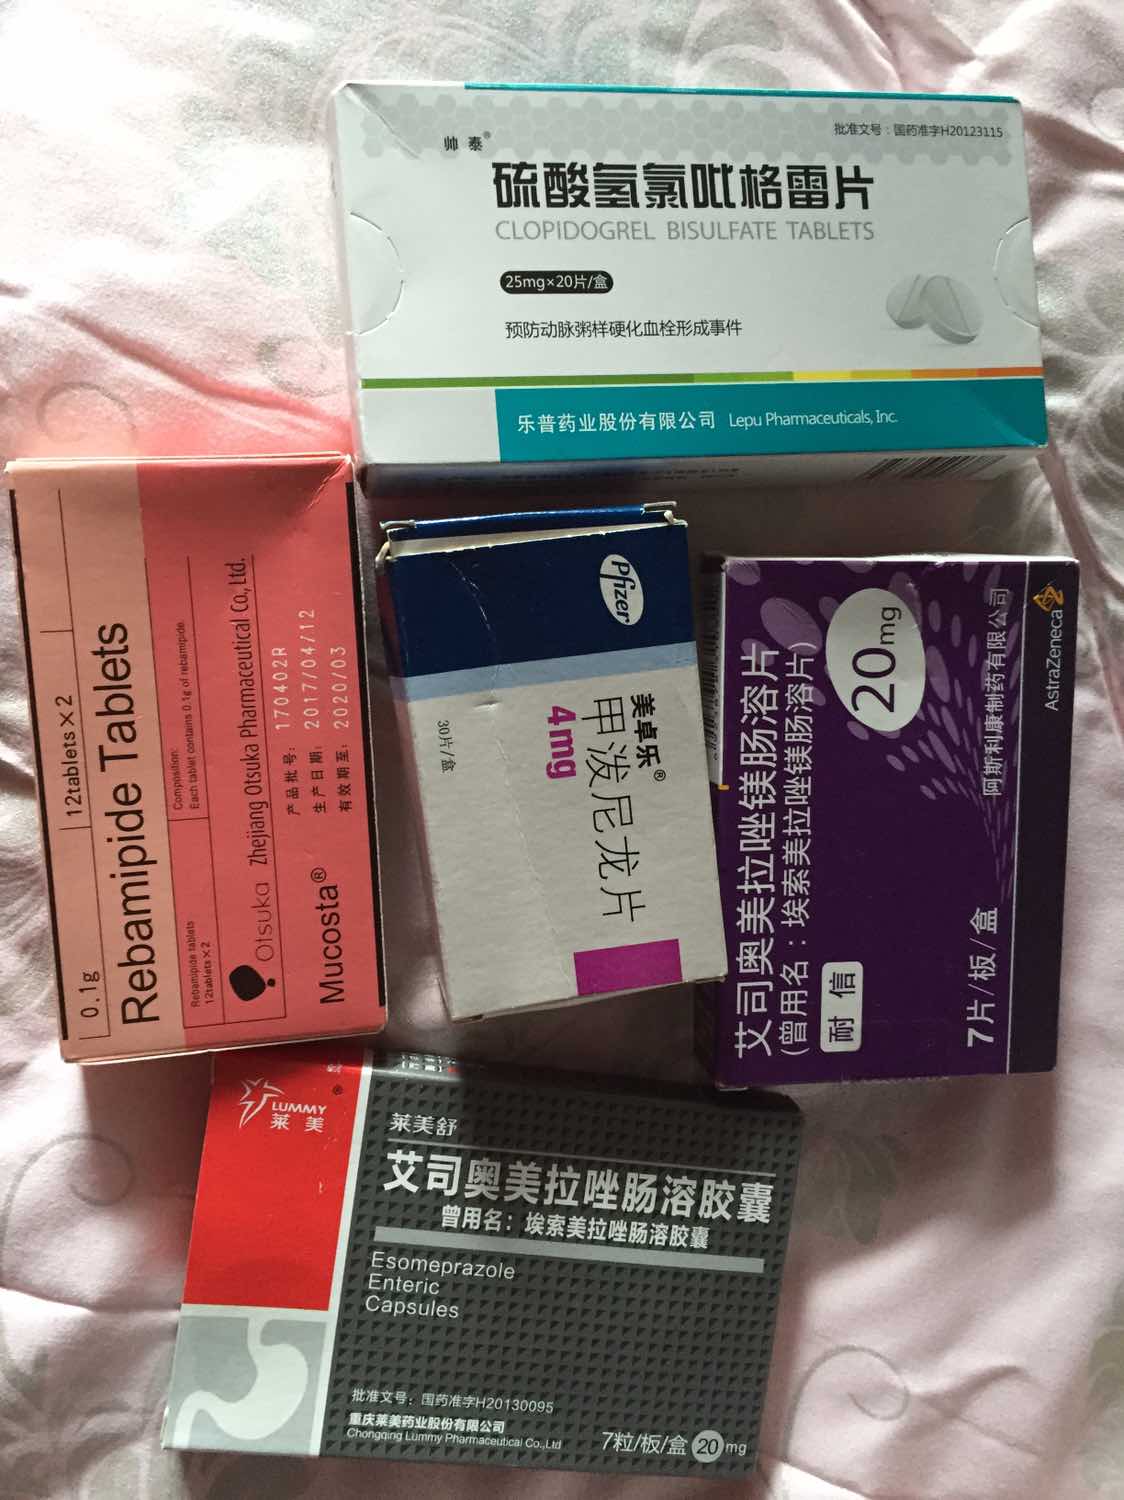 批准文号：国药准字H20123115
帅泰®
硫酸氢氯吡格雷片
CLOPIDOGREL BISULFATE TABLETS
25mg×20片/盒
预防动脉粥样硬化血栓形成事件
乐普药业股份有限公司 Lepu Pharmaceuticals, Inc.
0.1g 12tablets×2
Rebamipide Tablets
Composition:
Each tablet contains 0.1g of rebamipide.
Rebamipide tablets
12tablets×2
Otsuka Zhejiang Otsuka Pharmaceutical Co., Ltd.
产品批号： 170402R
生产日期： 2017/04/12
有效期至： 2020/03
Mucosta®
Pfizer
美卓乐®
甲泼尼龙片
4mg
30片/盒
20mg
艾司奥美拉唑镁肠溶片
(曾用名：埃索美拉唑镁肠溶片)
耐信
7片/板/盒
阿斯利康制药有限公司
AstraZeneca
LUMMY ®
莱美
莱美舒
艾司奥美拉唑肠溶胶囊
曾用名：埃索美拉唑肠溶胶囊
Esomeprazole
Enteric
Capsules
批准文号：国药准字H20130095
重庆莱美药业股份有限公司
Chongqing Lummy Pharmaceutical Co.,Ltd
7粒/板/盒 20mg